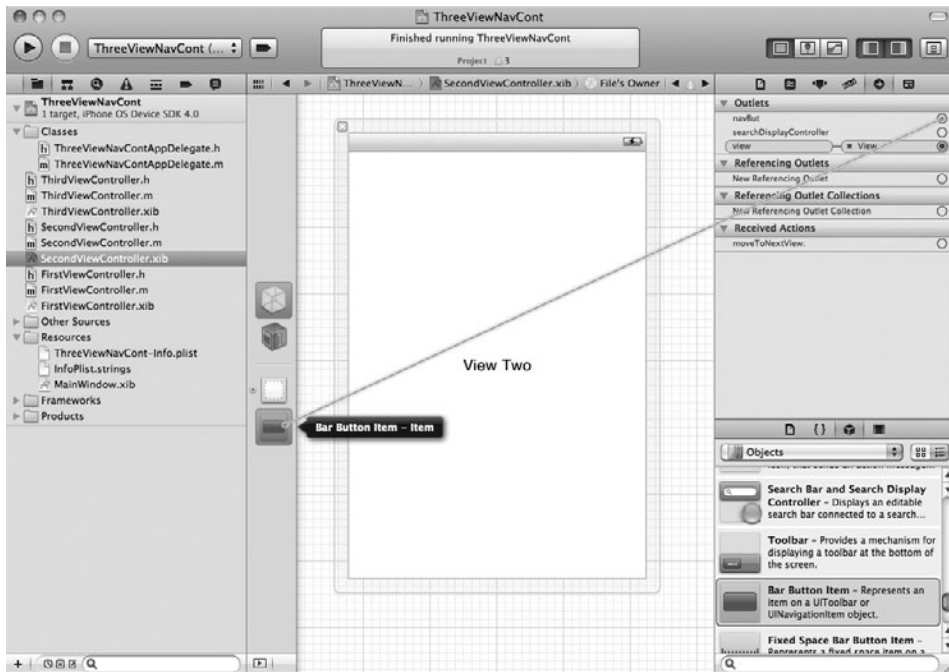 ThreeViewNavCont
ThreeViewNavCont (...
Finished running ThreeViewNavCont
Project 3
ThreeViewN...
SecondViewController.xib
File's Owner
ThreeViewNavCont
1 target, iPhone OS Device SDK 4.0
Classes
ThreeViewNavContAppDelegate.h
ThreeViewNavContAppDelegate.m
ThirdViewController.h
ThirdViewController.m
ThirdViewController.xib
SecondViewController.h
SecondViewController.m
SecondViewController.xib
FirstViewController.h
FirstViewController.m
FirstViewController.xib
Other Sources
Resources
ThreeViewNavCont-Info.plist
InfoPlist.strings
MainWindow.xib
Frameworks
Products
View Two
Bar Button Item - Item
Outlets
navBut
searchDisplayController
view
View
Referencing Outlets
New Referencing Outlet
Referencing Outlet Collections
New Referencing Outlet Collection
Received Actions
moveToNextView:
Objects
Search Bar and Search Display
Controller - Displays an editable
search bar connected to a search...
Toolbar - Provides a mechanism for
displaying a toolbar at the bottom of
the screen.
Bar Button Item - Represents an
item on a UIToolbar or
UINavigationItem object.
Fixed Space Bar Button Item -
Represents a fixed space item on a